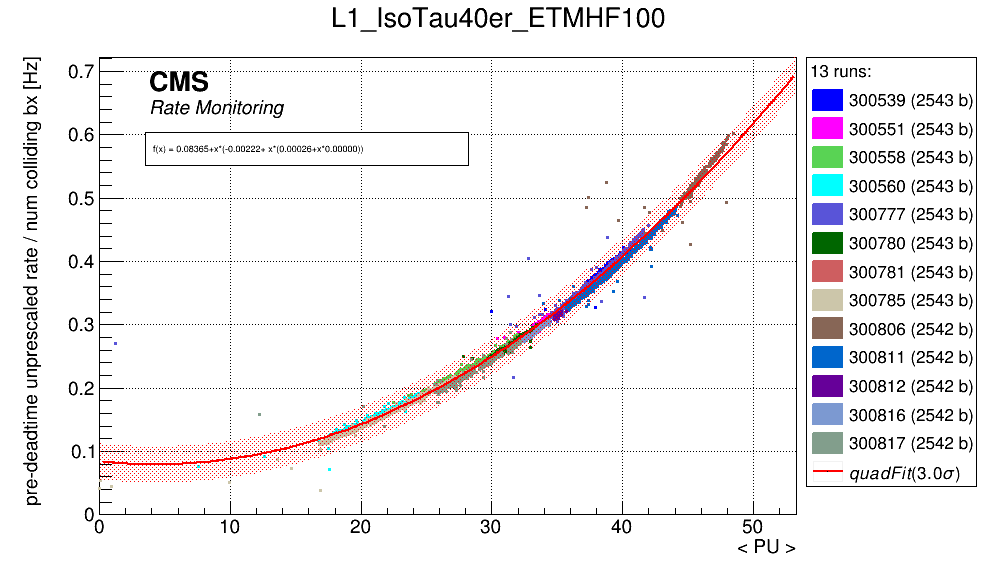 L1_IsoTau40er_ETMHF100
pre-deadtime unprescaled rate / num colliding bx [Hz]
CMS
Rate Monitoring
f(x) = 0.08365+x*(-0.00222+ x*(0.00026+x*0.00000))
0.7
0.6
0.5
0.4
0.3
0.2
0.1
0
0 10 20 30 40 50
< PU >
13 runs:
300539 (2543 b)
300551 (2543 b)
300558 (2543 b)
300560 (2543 b)
300777 (2543 b)
300780 (2543 b)
300781 (2543 b)
300785 (2543 b)
300806 (2542 b)
300811 (2542 b)
300812 (2542 b)
300816 (2542 b)
300817 (2542 b)
quadFit(3.0σ)